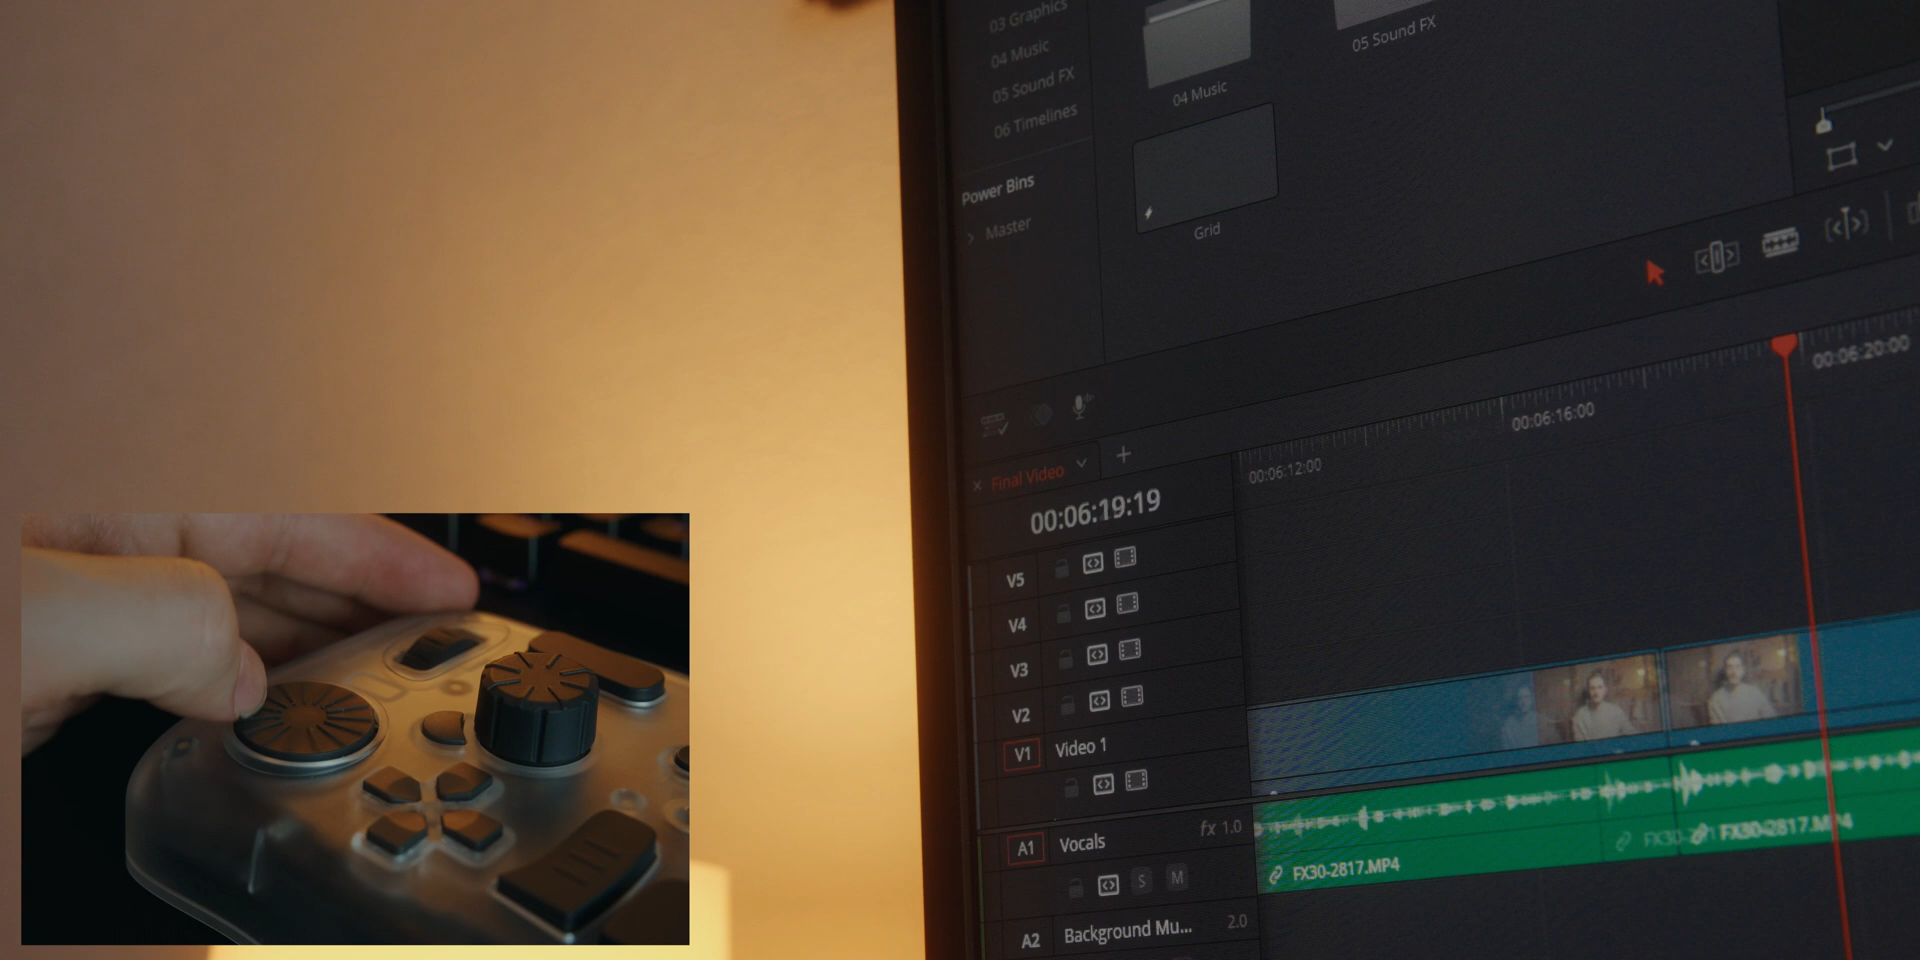 03 Graphics
04 Music
05 Sound FX
06 Timelines
Power Bins
Master
04 Music
05 Sound FX
Grid
Final Video
00:06:19:19
00:06:12:00
00:06:16:00
00:06:20:00
V5
V4
V3
V2
V1 Video 1
A1 Vocals fx 1.0
S M
A2 Background Mu... 2.0
FX30-2817.MP4
FX30-2817.MP4